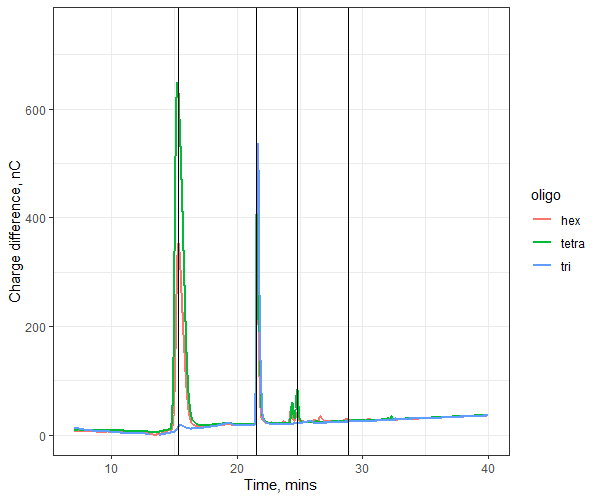 Charge difference, nC
600
400
200
0
10
20
30
40
Time, mins
oligo
hex
tetra
tri